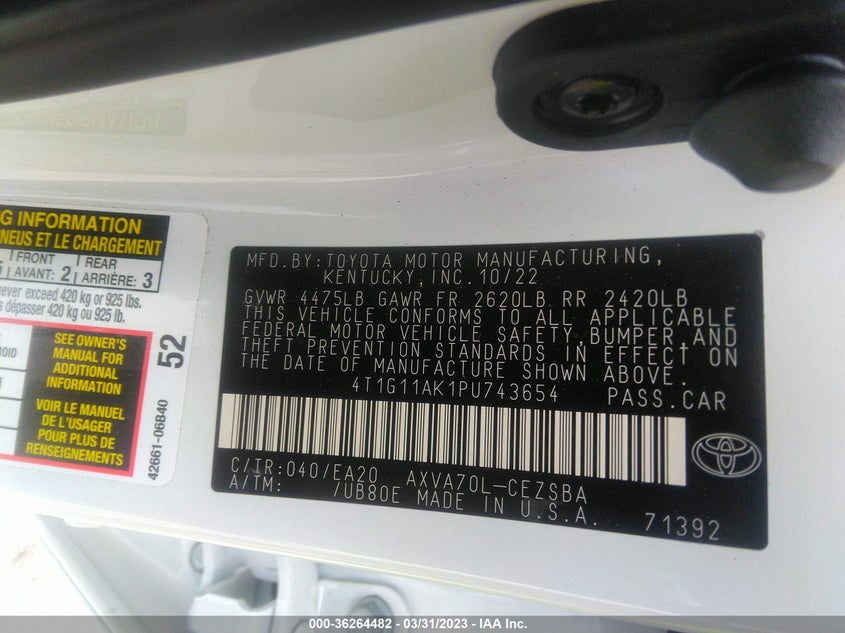 G INFORMATION
NEUS ET LE CHARGEMENT
FRONT
AVANT: 2
REAR
ARRIÈRE: 3
never exceed 420 kg or 925 lbs.
dépasser 420 kg ou 925 lb.
SEE OWNER'S
MANUAL FOR
ADDITIONAL
INFORMATION
VOIR LE MANUEL
DE L'USAGER
POUR PLUS DE
RENSEIGNEMENTS
52
42661-06B40
MFD.BY:TOYOTA MOTOR MANUFACTURING,
KENTUCKY,INC.10/22
GVWR 4475LB GAWR FR 2620LB RR 2420LB
THIS VEHICLE CONFORMS TO ALL APPLICABLE
FEDERAL MOTOR VEHICLE SAFETY,BUMPER,AND
THEFT PREVENTION STANDARDS IN EFFECT ON
THE DATE OF MANUFACTURE SHOWN ABOVE.
4T1G11AK1PU743654 PASS.CAR
C/TR:040/EA20 AXVA70L-CEZSBA
A/TM: /UB80E MADE IN U.S.A. 71392
000-36264482 - 03/31/2023 - IAA Inc.